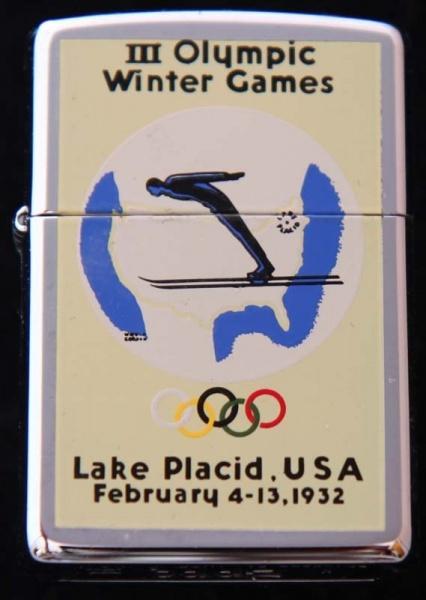 III Olympic
Winter Games
Lake Placid, USA
February 4-13, 1932